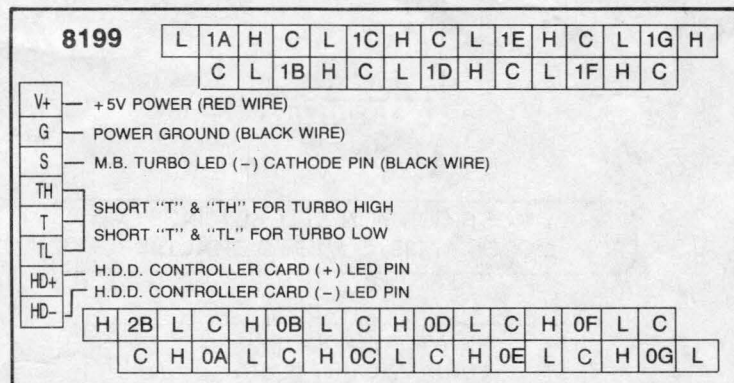 8199
L 1A H C L 1C H C L 1E H C L 1G H
C L 1B H C L 1D H C L 1F H C
V+ +5V POWER (RED WIRE)
G POWER GROUND (BLACK WIRE)
S M.B. TURBO LED (−) CATHODE PIN (BLACK WIRE)
TH
SHORT "T" & "TH" FOR TURBO HIGH
T
SHORT "T" & "TL" FOR TURBO LOW
TL
HD+ H.D.D. CONTROLLER CARD (+) LED PIN
HD− H.D.D. CONTROLLER CARD (−) LED PIN
H 2B L C H 0B L C H 0D L C H 0F L C
C H 0A L C H 0C L C H 0E L C H 0G L